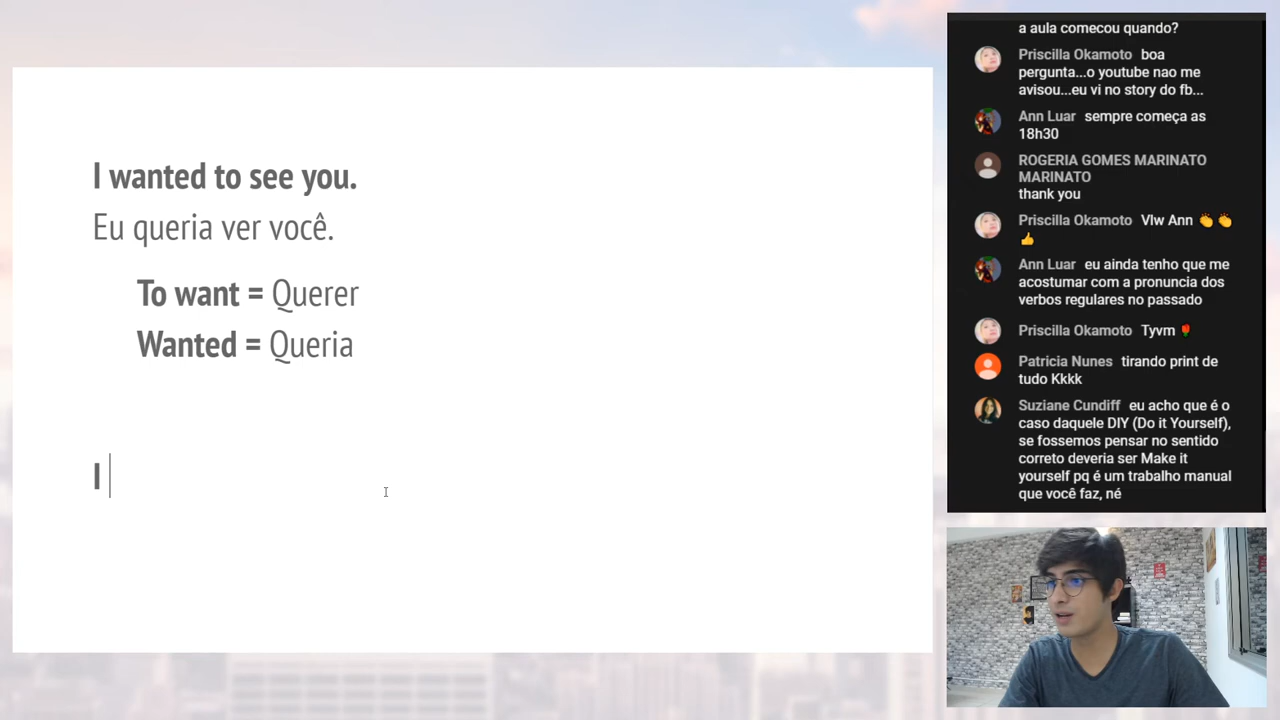 I wanted to see you.
Eu queria ver você.
To want = Querer
Wanted = Queria
I
a aula comecou quando?
Priscilla Okamoto boa
pergunta...o youtube nao me
avisou...eu vi no story do fb...
Ann Luar sempre começa as
18h30
ROGERIA GOMES MARINATO
MARINATO
thank you
Priscilla Okamoto Vlw Ann 👏👏
👍
Ann Luar eu ainda tenho que me
acostumar com a pronuncia dos
verbos regulares no passado
Priscilla Okamoto Tyvm 🌹
Patricia Nunes tirando print de
tudo Kkkk
Suziane Cundiff eu acho que é o
caso daquele DIY (Do it Yourself),
se fossemos pensar no sentido
correto deveria ser Make it
yourself pq é um trabalho manual
que você faz, né